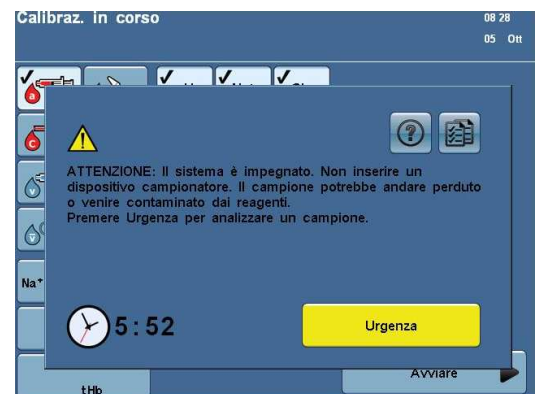 Calibraz. in corso
08 28
05 Ott
a
c
v
ATTENZIONE: Il sistema è impegnato. Non inserire un
dispositivo campionatore. Il campione potrebbe andare perduto
o venire contaminato dai reagenti.
Premere Urgenza per analizzare un campione.
Na⁺
5:52
Urgenza
Avviare
tHb